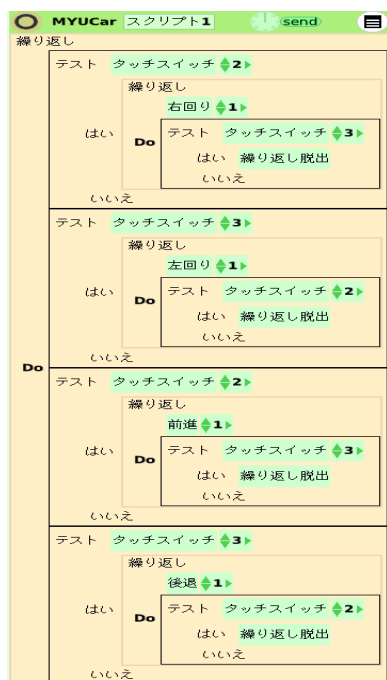 MYUCar スクリプト1 send
繰り返し
テスト タッチスイッチ 2
繰り返し
右回り 1
はい Do テスト タッチスイッチ 3
はい 繰り返し脱出
いいえ
いいえ
テスト タッチスイッチ 3
繰り返し
左回り 1
はい Do テスト タッチスイッチ 2
はい 繰り返し脱出
いいえ
いいえ
Do
テスト タッチスイッチ 2
繰り返し
前進 1
はい Do テスト タッチスイッチ 3
はい 繰り返し脱出
いいえ
いいえ
テスト タッチスイッチ 3
繰り返し
後退 1
はい Do テスト タッチスイッチ 2
はい 繰り返し脱出
いいえ
いいえ